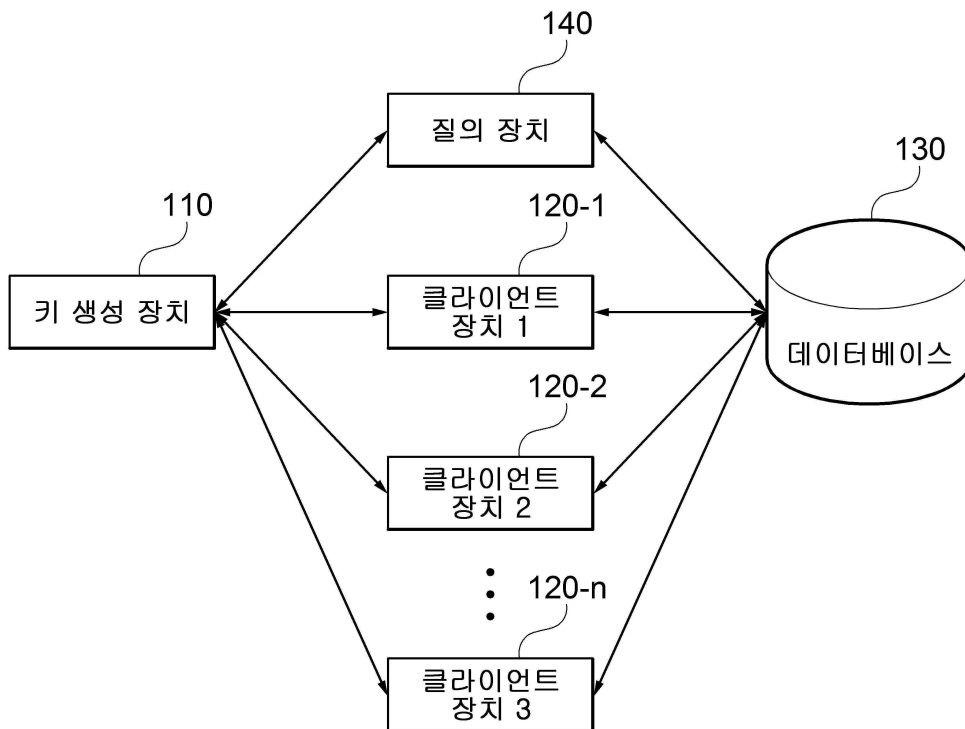 140
질의 장치
130
110
120-1
키 생성 장치
클라이언트
장치 1
데이터베이스
120-2
클라이언트
장치 2
120-n
클라이언트
장치 3